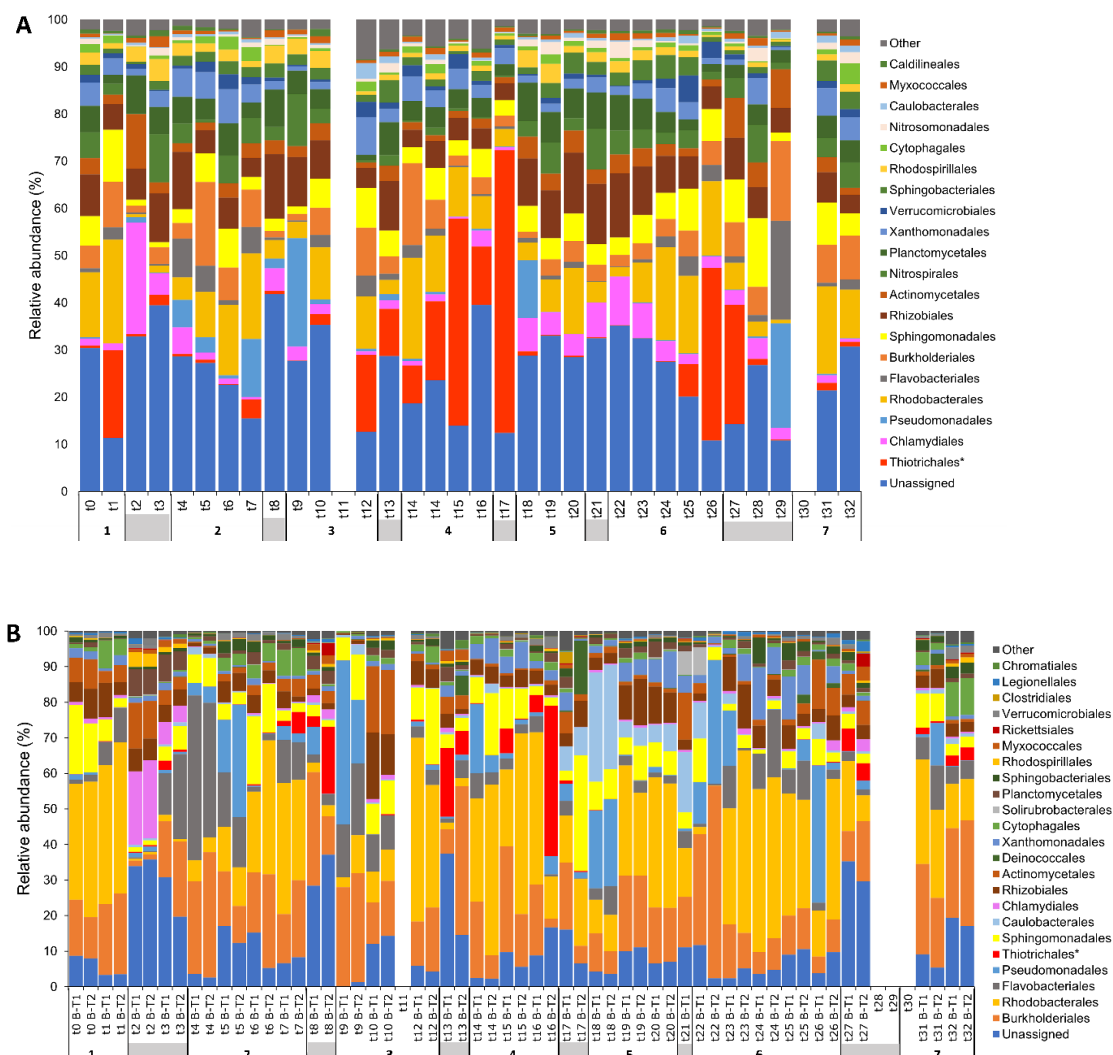 A
Relative abundance (%)
100
90
80
70
60
50
40
30
20
10
0
t0 t1 t2 t3 t4 t5 t6 t7 t8 t9 t10 t11 t12 t13 t14 t14 t15 t16 t17 t18 t19 t20 t21 t22 t23 t24 t25 t26 t27 t28 t29 t30 t31 t32
1 2 3 4 5 6 7
Other
Caldilineales
Myxococcales
Caulobacterales
Nitrosomonadales
Cytophagales
Rhodospirillales
Sphingobacteriales
Verrucomicrobiales
Xanthomonadales
Planctomycetales
Nitrospirales
Actinomycetales
Rhizobiales
Sphingomonadales
Burkholderiales
Flavobacteriales
Rhodobacterales
Pseudomonadales
Chlamydiales
Thiotrichales*
Unassigned
B
Relative abundance (%)
100
90
80
70
60
50
40
30
20
10
0
t0 B-T1 t0 B-T2 t1 B-T1 t1 B-T2 t2 B-T1 t2 B-T2 t3 B-T1 t3 B-T2 t4 B-T1 t4 B-T2 t5 B-T1 t5 B-T2 t6 B-T1 t6 B-T2 t7 B-T1 t7 B-T2 t8 B-T1 t8 B-T2 t9 B-T1 t9 B-T2 t10 B-T1 t10 B-T2 t11 t12 B-T1 t12 B-T2 t13 B-T1 t13 B-T2 t14 B-T1 t14 B-T2 t15 B-T1 t15 B-T2 t16 B-T1 t16 B-T2 t17 B-T1 t17 B-T2 t18 B-T1 t18 B-T2 t19 B-T1 t19 B-T2 t20 B-T1 t20 B-T2 t21 B-T1 t22 B-T1 t22 B-T2 t23 B-T1 t23 B-T2 t24 B-T1 t24 B-T2 t25 B-T1 t25 B-T2 t26 B-T1 t26 B-T2 t27 B-T1 t27 B-T2 t28 t29 t30 t31 B-T1 t31 B-T2 t32 B-T1 t32 B-T2
1 2 3 4 5 6 7
Other
Chromatiales
Legionellales
Clostridiales
Verrucomicrobiales
Rickettsiales
Myxococcales
Rhodospirillales
Sphingobacteriales
Planctomycetales
Solirubrobacterales
Cytophagales
Xanthomonadales
Deinococcales
Actinomycetales
Rhizobiales
Chlamydiales
Caulobacterales
Sphingomonadales
Thiotrichales*
Pseudomonadales
Flavobacteriales
Rhodobacterales
Burkholderiales
Unassigned